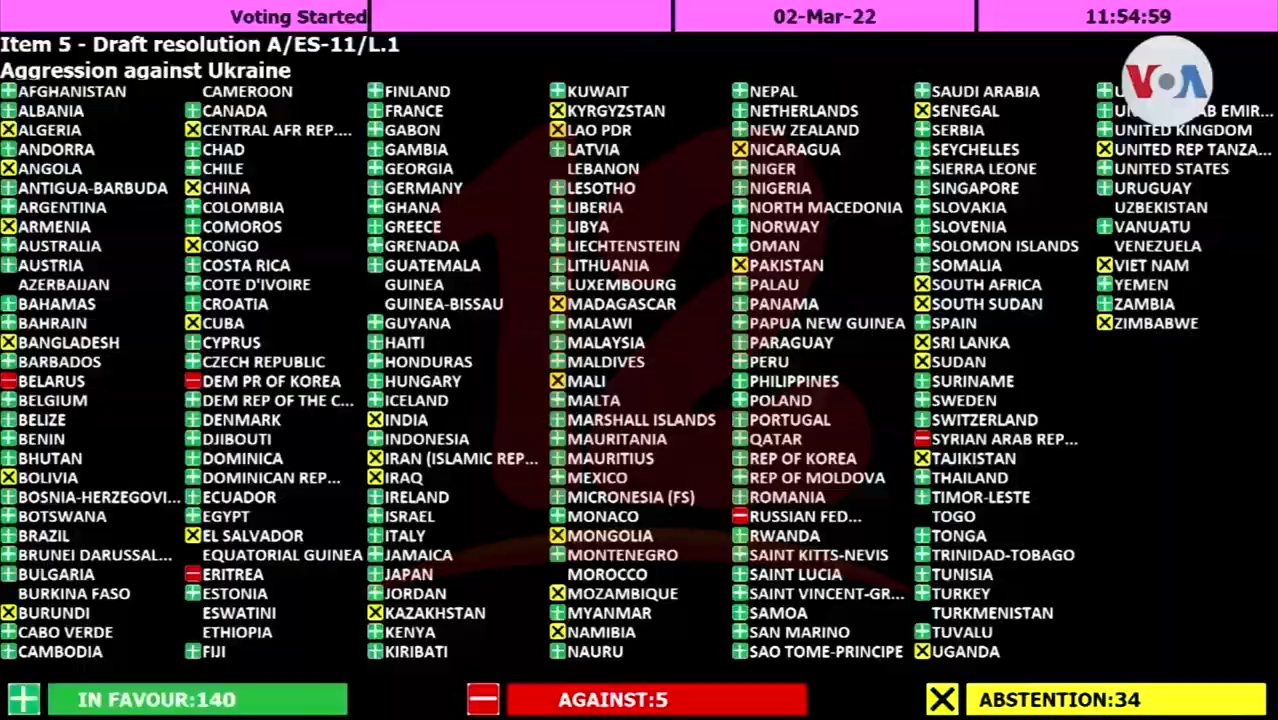 Voting Started 02-Mar-22 11:54:59
Item 5 - Draft resolution A/ES-11/L.1
Aggression against Ukraine
VOA
AFGHANISTAN
ALBANIA
ALGERIA
ANDORRA
ANGOLA
ANTIGUA-BARBUDA
ARGENTINA
ARMENIA
AUSTRALIA
AUSTRIA
AZERBAIJAN
BAHAMAS
BAHRAIN
BANGLADESH
BARBADOS
BELARUS
BELGIUM
BELIZE
BENIN
BHUTAN
BOLIVIA
BOSNIA-HERZEGOVI...
BOTSWANA
BRAZIL
BRUNEI DARUSSAL...
BULGARIA
BURKINA FASO
BURUNDI
CABO VERDE
CAMBODIA
CAMEROON
CANADA
CENTRAL AFR REP....
CHAD
CHILE
CHINA
COLOMBIA
COMOROS
CONGO
COSTA RICA
COTE D'IVOIRE
CROATIA
CUBA
CYPRUS
CZECH REPUBLIC
DEM PR OF KOREA
DEM REP OF THE C...
DENMARK
DJIBOUTI
DOMINICA
DOMINICAN REP...
ECUADOR
EGYPT
EL SALVADOR
EQUATORIAL GUINEA
ERITREA
ESTONIA
ESWATINI
ETHIOPIA
FIJI
FINLAND
FRANCE
GABON
GAMBIA
GEORGIA
GERMANY
GHANA
GREECE
GRENADA
GUATEMALA
GUINEA
GUINEA-BISSAU
GUYANA
HAITI
HONDURAS
HUNGARY
ICELAND
INDIA
INDONESIA
IRAN (ISLAMIC REP...
IRAQ
IRELAND
ISRAEL
ITALY
JAMAICA
JAPAN
JORDAN
KAZAKHSTAN
KENYA
KIRIBATI
KUWAIT
KYRGYZSTAN
LAO PDR
LATVIA
LEBANON
LESOTHO
LIBERIA
LIBYA
LIECHTENSTEIN
LITHUANIA
LUXEMBOURG
MADAGASCAR
MALAWI
MALAYSIA
MALDIVES
MALI
MALTA
MARSHALL ISLANDS
MAURITANIA
MAURITIUS
MEXICO
MICRONESIA (FS)
MONACO
MONGOLIA
MONTENEGRO
MOROCCO
MOZAMBIQUE
MYANMAR
NAMIBIA
NAURU
NEPAL
NETHERLANDS
NEW ZEALAND
NICARAGUA
NIGER
NIGERIA
NORTH MACEDONIA
NORWAY
OMAN
PAKISTAN
PALAU
PANAMA
PAPUA NEW GUINEA
PARAGUAY
PERU
PHILIPPINES
POLAND
PORTUGAL
QATAR
REP OF KOREA
REP OF MOLDOVA
ROMANIA
RUSSIAN FED...
RWANDA
SAINT KITTS-NEVIS
SAINT LUCIA
SAINT VINCENT-GR...
SAMOA
SAN MARINO
SAO TOME-PRINCIPE
SAUDI ARABIA
SENEGAL
SERBIA
SEYCHELLES
SIERRA LEONE
SINGAPORE
SLOVAKIA
SLOVENIA
SOLOMON ISLANDS
SOMALIA
SOUTH AFRICA
SOUTH SUDAN
SPAIN
SRI LANKA
SUDAN
SURINAME
SWEDEN
SWITZERLAND
SYRIAN ARAB REP...
TAJIKISTAN
THAILAND
TIMOR-LESTE
TOGO
TONGA
TRINIDAD-TOBAGO
TUNISIA
TURKEY
TURKMENISTAN
TUVALU
UGANDA
EMIR...
UNITED KINGDOM
UNITED REP TANZA...
UNITED STATES
URUGUAY
UZBEKISTAN
VANUATU
VENEZUELA
VIET NAM
YEMEN
ZAMBIA
ZIMBABWE
IN FAVOUR:140 AGAINST:5 ABSTENTION:34